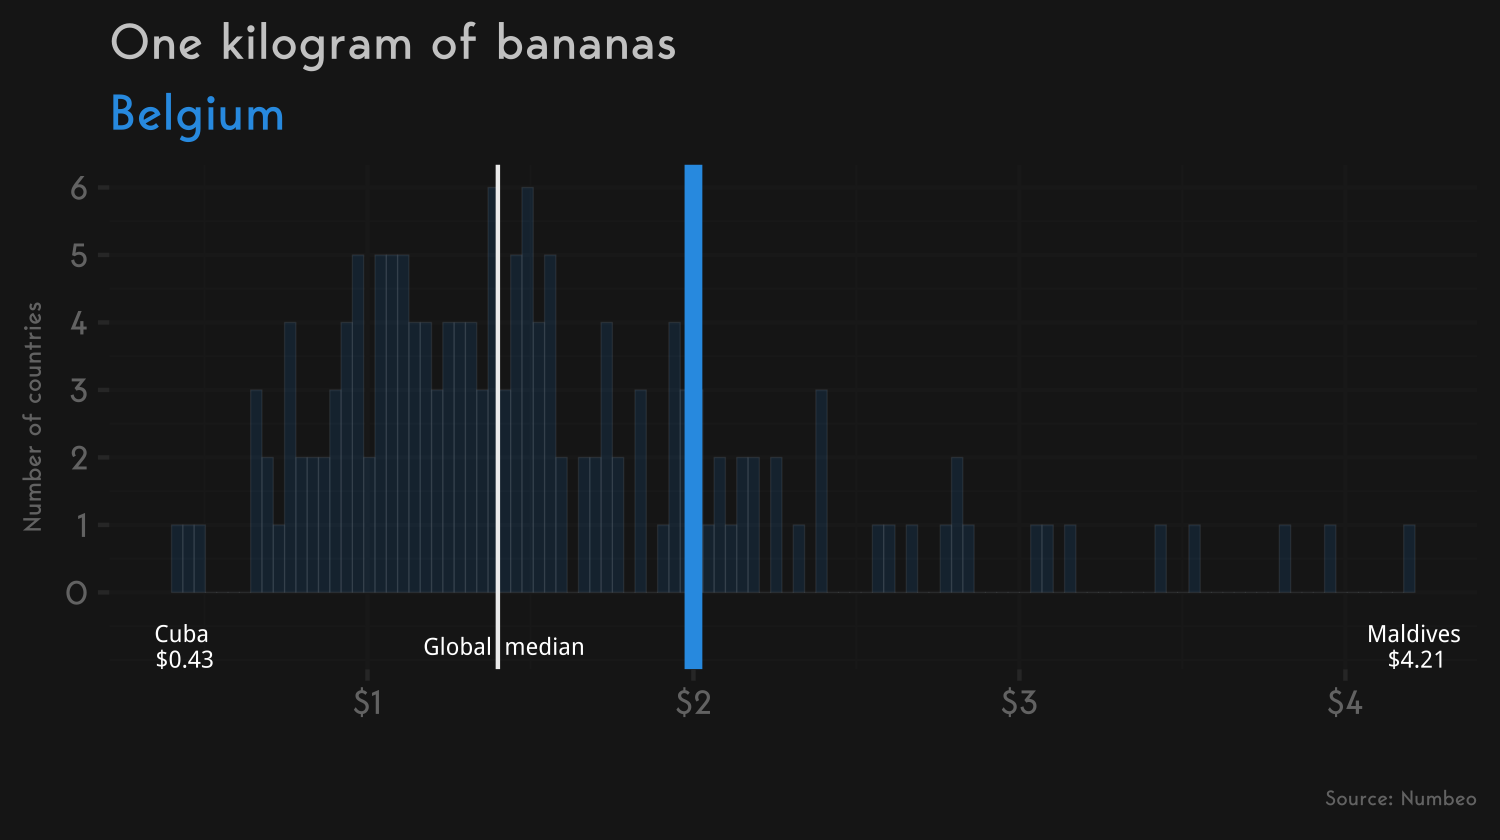 One kilogram of bananas
Belgium
Number of countries
6
5
4
3
2
1
0
Cuba
$0.43
Global median
Maldives
$4.21
$1
$2
$3
$4
Source: Numbeo